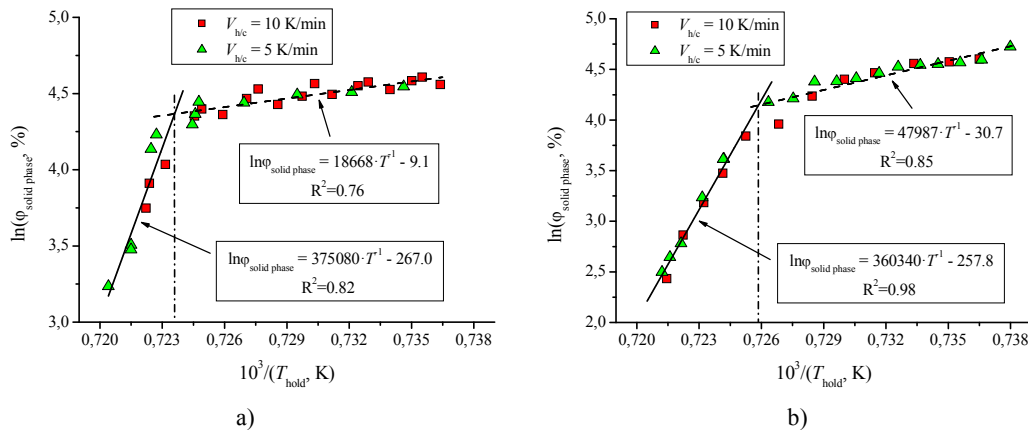 V_h/c = 10 K/min
V_h/c = 5 K/min
5,0
4,5
4,0
3,5
3,0
ln(φ_solid phase, %)
lnφ_solid phase = 18668·T⁻¹ - 9.1
R²=0.76
lnφ_solid phase = 375080·T⁻¹ - 267.0
R²=0.82
0,720 0,723 0,726 0,729 0,732 0,735 0,738
10³/(T_hold, K)
a)
V_h/c = 10 K/min
V_h/c = 5 K/min
5,0
4,5
4,0
3,5
3,0
2,5
2,0
ln(φ_solid phase, %)
lnφ_solid phase = 47987·T⁻¹ - 30.7
R²=0.85
lnφ_solid phase = 360340·T⁻¹ - 257.8
R²=0.98
0,720 0,723 0,726 0,729 0,732 0,735 0,738
10³/(T_hold, K)
b)